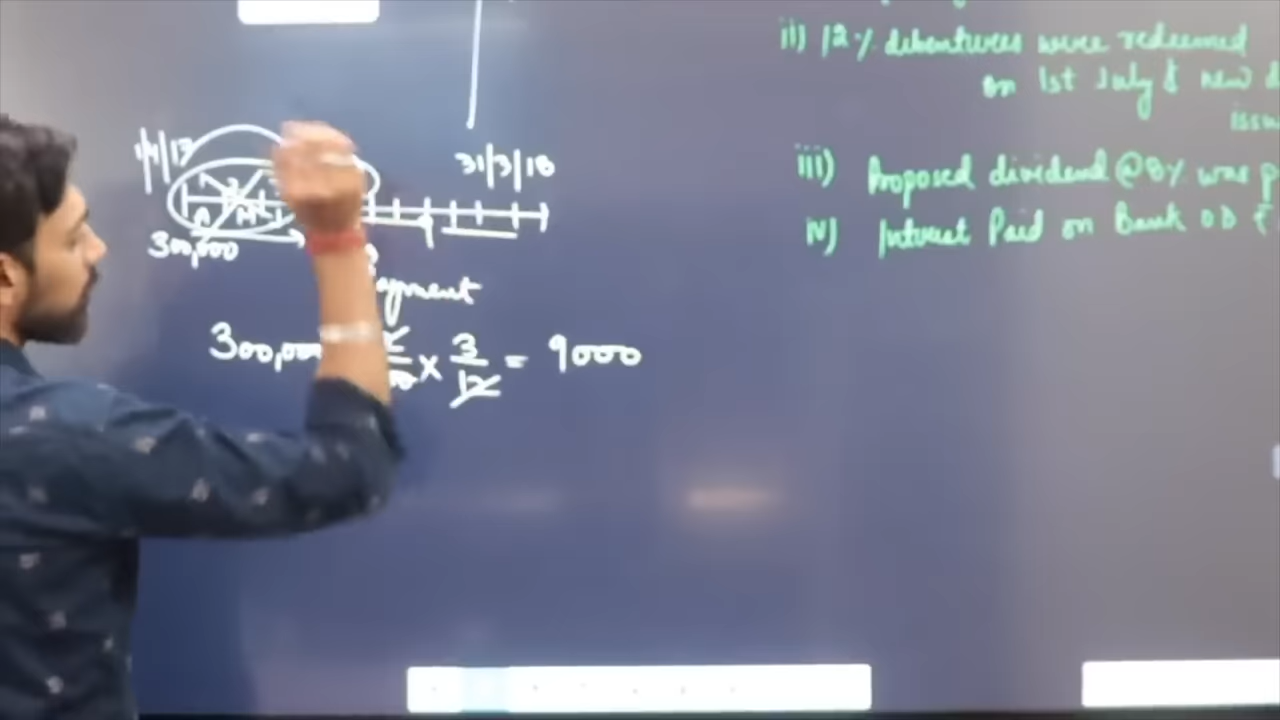 1/4/17
31/3/18
300,000
300,000 × 3/12 = 9000
ii) 12% debentures were redeemed
on 1st July & new
iii) Proposed dividend @8% was
iv) Interest Paid on Bank OD ₹